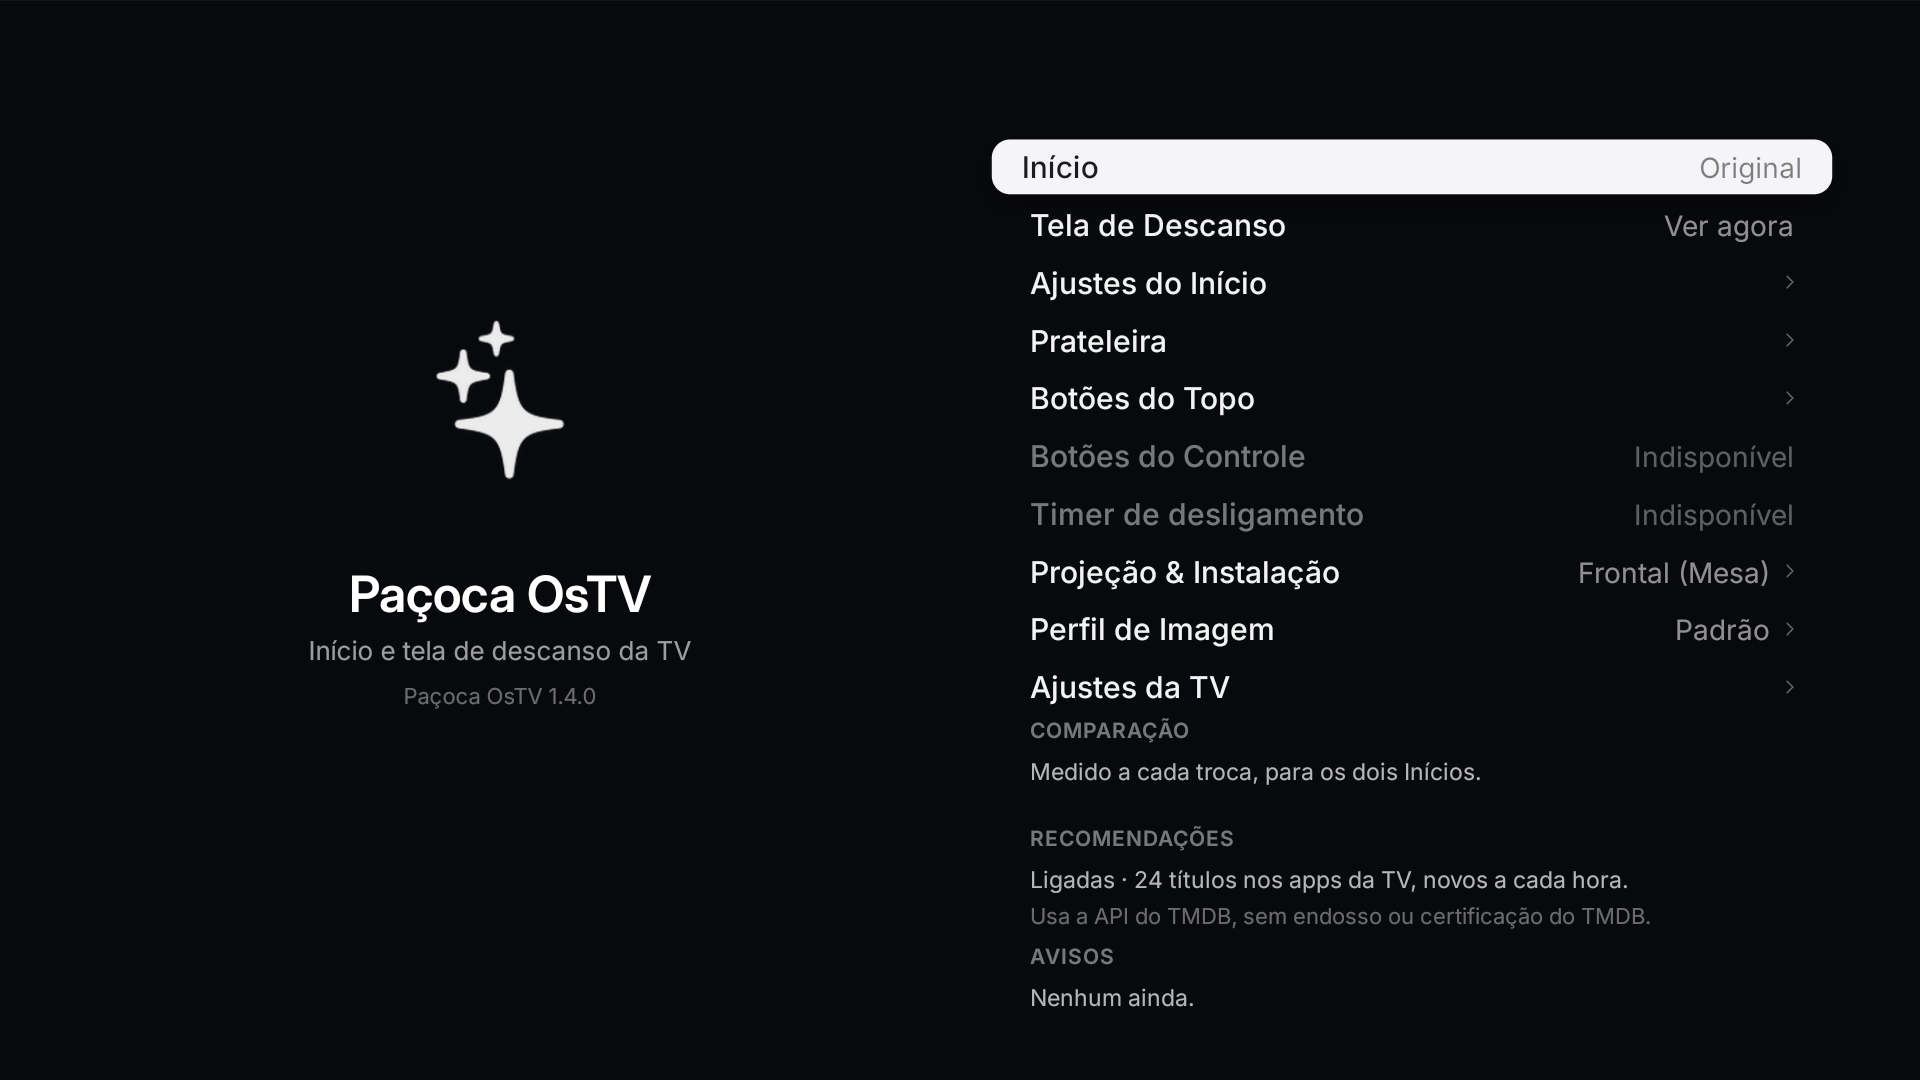 Início Original
Tela de Descanso Ver agora
Ajustes do Início
Prateleira
Botões do Topo
Botões do Controle Indisponível
Timer de desligamento Indisponível
Projeção & Instalação Frontal (Mesa)
Perfil de Imagem Padrão
Ajustes da TV
COMPARAÇÃO
Medido a cada troca, para os dois Inícios.
RECOMENDAÇÕES
Ligadas · 24 títulos nos apps da TV, novos a cada hora.
Usa a API do TMDB, sem endosso ou certificação do TMDB.
AVISOS
Nenhum ainda.
Paçoca OsTV
Início e tela de descanso da TV
Paçoca OsTV 1.4.0